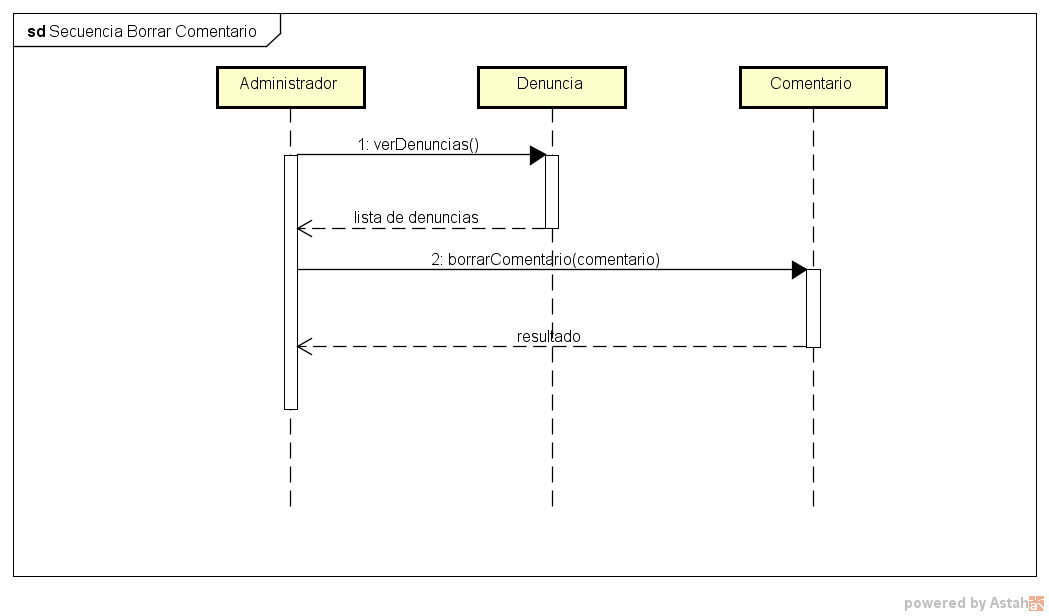 sd Secuencia Borrar Comentario
Administrador
Denuncia
Comentario
1: verDenuncias()
lista de denuncias
2: borrarComentario(comentario)
resultado
powered by Astah